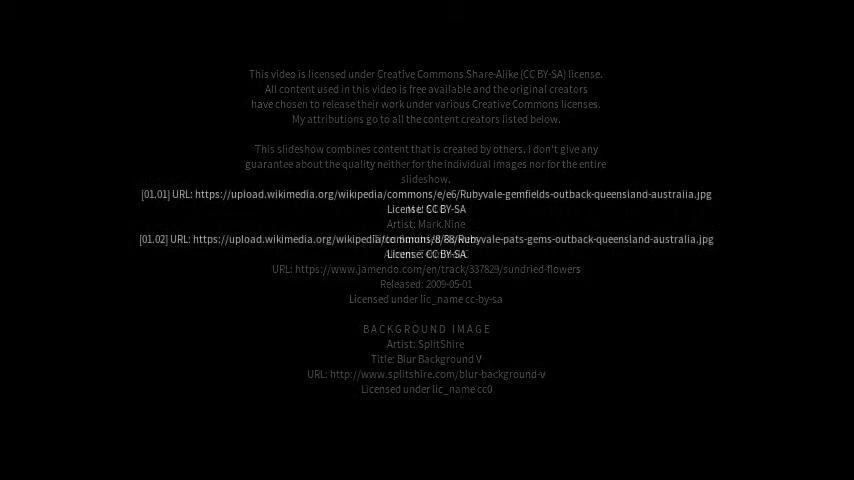 This video is licensed under Creative Commons Share-Alike (CC BY-SA) license.
All content used in this video is free available and the original creators
have chosen to release their work under various Creative Commons licenses.
My attributions go to all the content creators listed below.
This slideshow combines content that is created by others. I don't give any
guarantee about the quality neither for the individual images nor for the entire
slideshow.
[01.01] URL: https://upload.wikimedia.org/wikipedia/commons/e/e6/Rubyvale-gemfields-outback-queensland-australia.jpg
License: CC BY-SA
Artist: Mark.Nine
[01.02] URL: https://upload.wikimedia.org/wikipedia/commons/8/88/Rubyvale-pats-gems-outback-queensland-australia.jpg
License: CC BY-SA
URL: https://www.jamendo.com/en/track/337829/sundried-flowers
Released: 2009-05-01
Licensed under lic_name cc-by-sa
BACKGROUND IMAGE
Artist: SplitShire
Title: Blur Background V
URL: http://www.splitshire.com/blur-background-v
Licensed under lic_name cc0